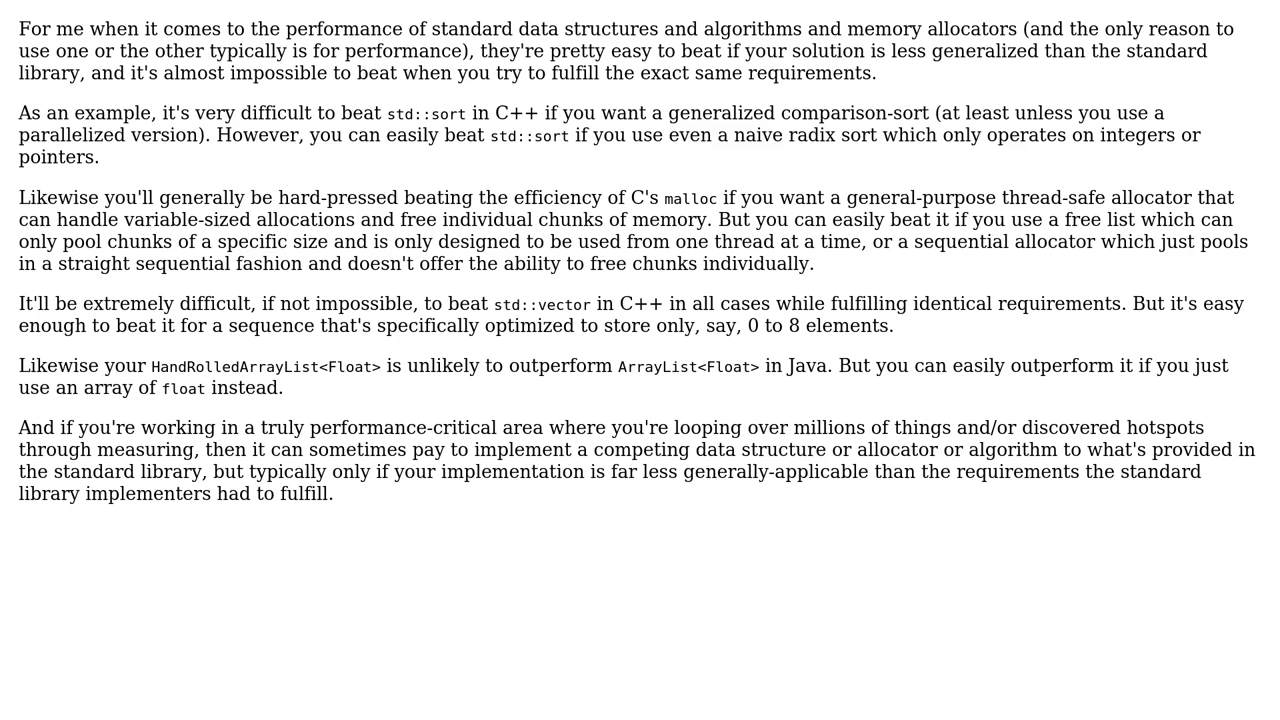 For me when it comes to the performance of standard data structures and algorithms and memory allocators (and the only reason to
use one or the other typically is for performance), they're pretty easy to beat if your solution is less generalized than the standard
library, and it's almost impossible to beat when you try to fulfill the exact same requirements.
As an example, it's very difficult to beat std::sort in C++ if you want a generalized comparison-sort (at least unless you use a
parallelized version). However, you can easily beat std::sort if you use even a naive radix sort which only operates on integers or
pointers.
Likewise you'll generally be hard-pressed beating the efficiency of C's malloc if you want a general-purpose thread-safe allocator that
can handle variable-sized allocations and free individual chunks of memory. But you can easily beat it if you use a free list which can
only pool chunks of a specific size and is only designed to be used from one thread at a time, or a sequential allocator which just pools
in a straight sequential fashion and doesn't offer the ability to free chunks individually.
It'll be extremely difficult, if not impossible, to beat std::vector in C++ in all cases while fulfilling identical requirements. But it's easy
enough to beat it for a sequence that's specifically optimized to store only, say, 0 to 8 elements.
Likewise your HandRolledArrayList<Float> is unlikely to outperform ArrayList<Float> in Java. But you can easily outperform it if you just
use an array of float instead.
And if you're working in a truly performance-critical area where you're looping over millions of things and/or discovered hotspots
through measuring, then it can sometimes pay to implement a competing data structure or allocator or algorithm to what's provided in
the standard library, but typically only if your implementation is far less generally-applicable than the requirements the standard
library implementers had to fulfill.